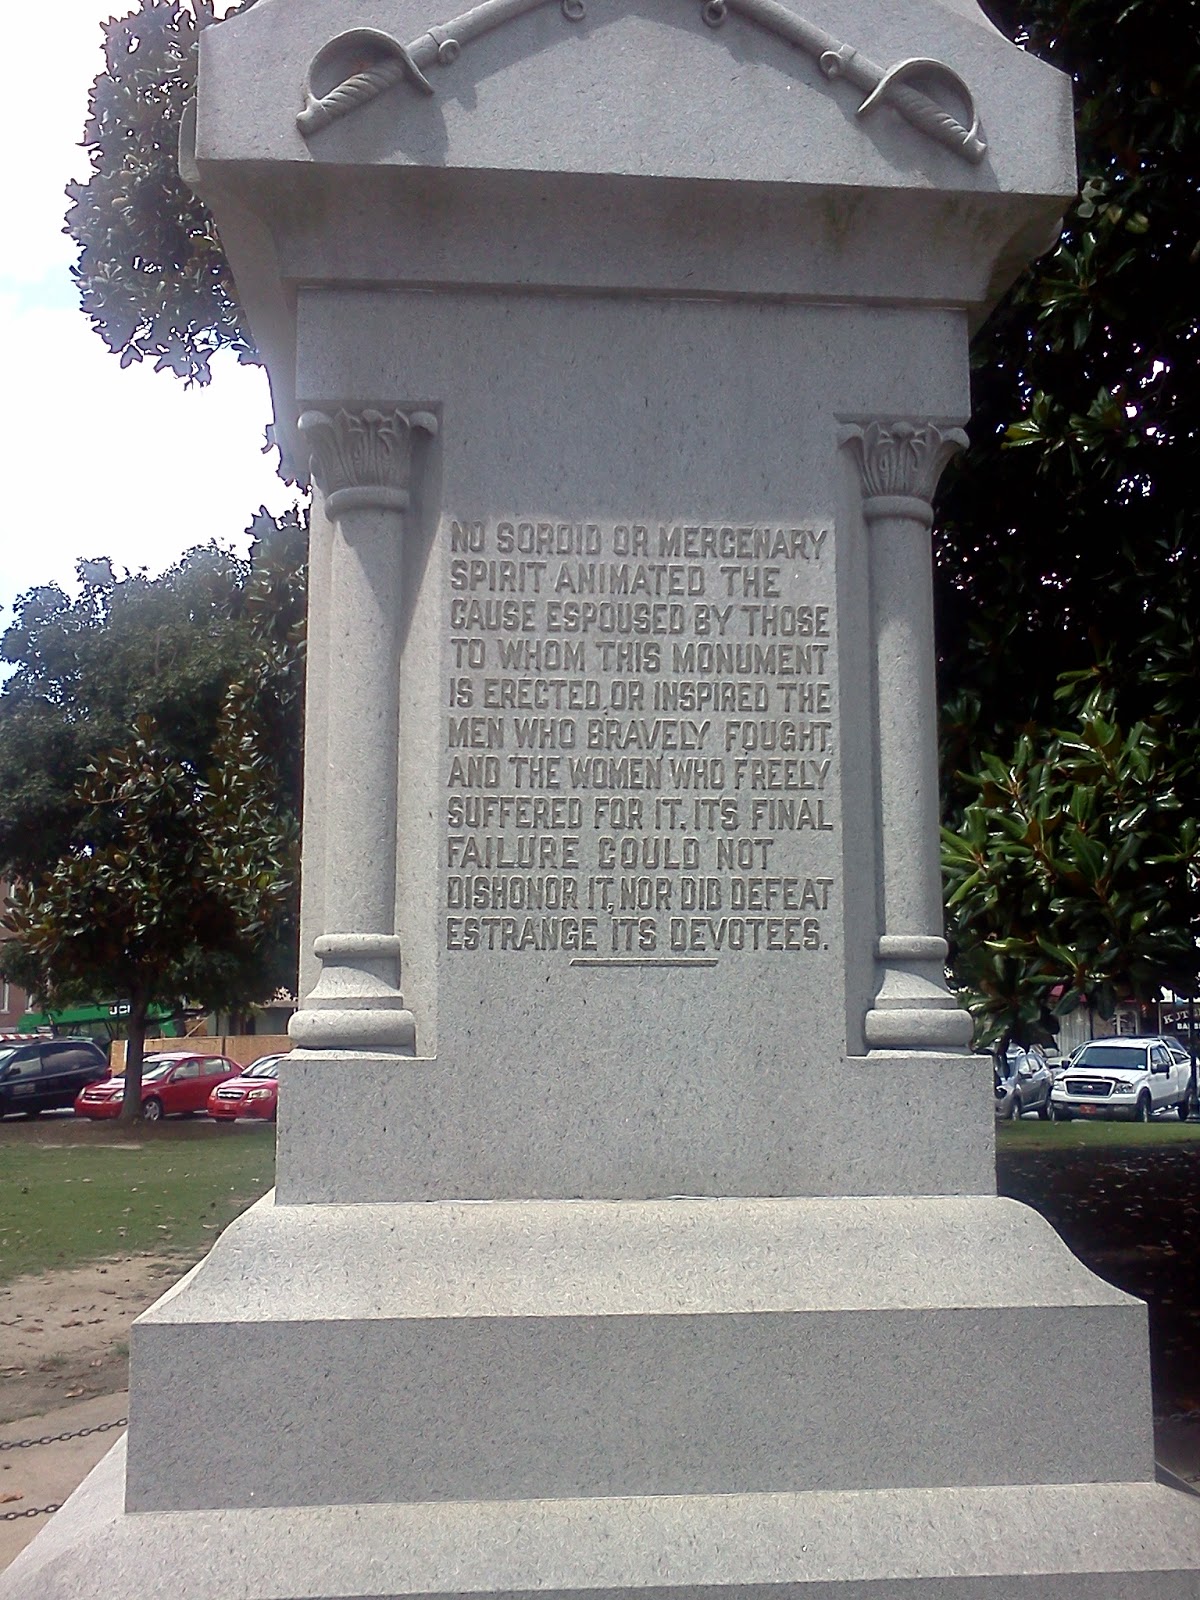 NO SORDID OR MERCENARY
SPIRIT ANIMATED THE
CAUSE ESPOUSED BY THOSE
TO WHOM THIS MONUMENT
IS ERECTED, OR INSPIRED THE
MEN WHO BRAVELY FOUGHT,
AND THE WOMEN WHO FREELY
SUFFERED FOR IT. ITS FINAL
FAILURE COULD NOT
DISHONOR IT, NOR DID DEFEAT
ESTRANGE ITS DEVOTEES.